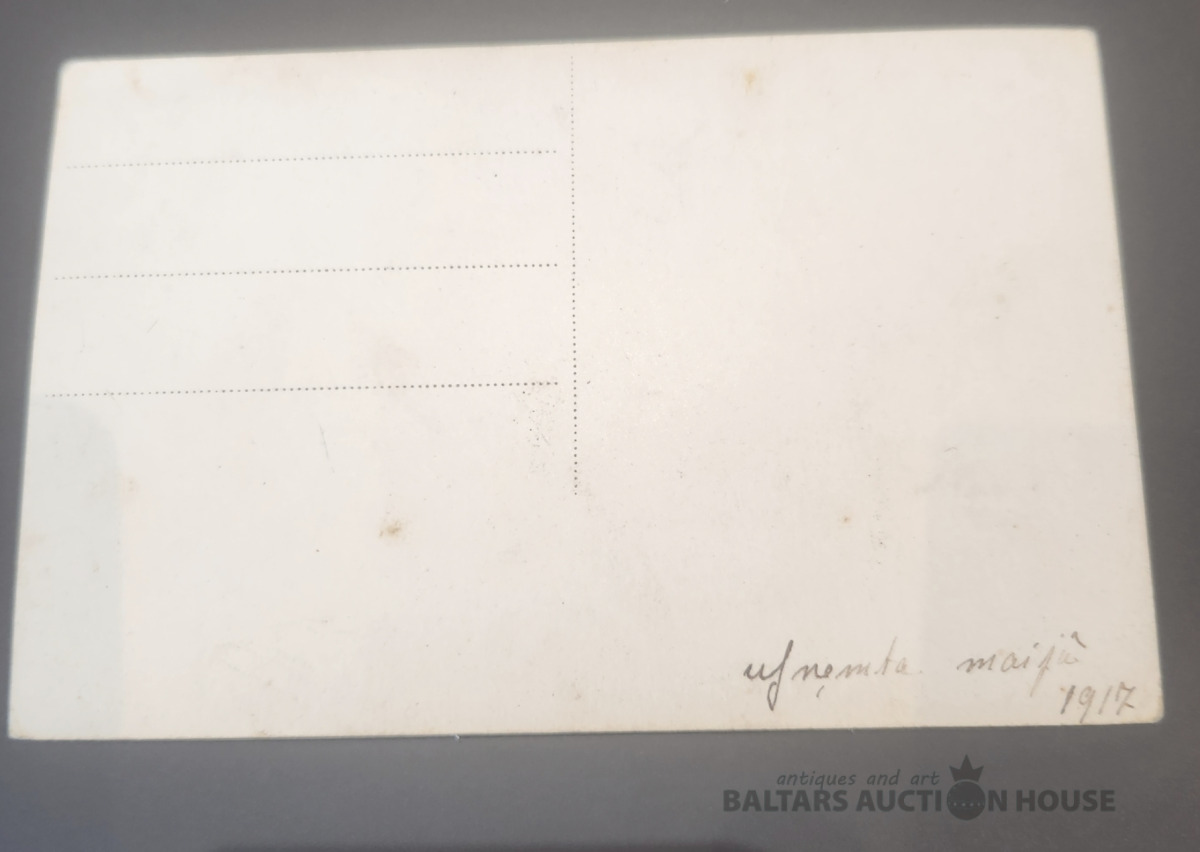 uſņemta maijā
1917
antiques and art
BALTARS AUCTION HOUSE